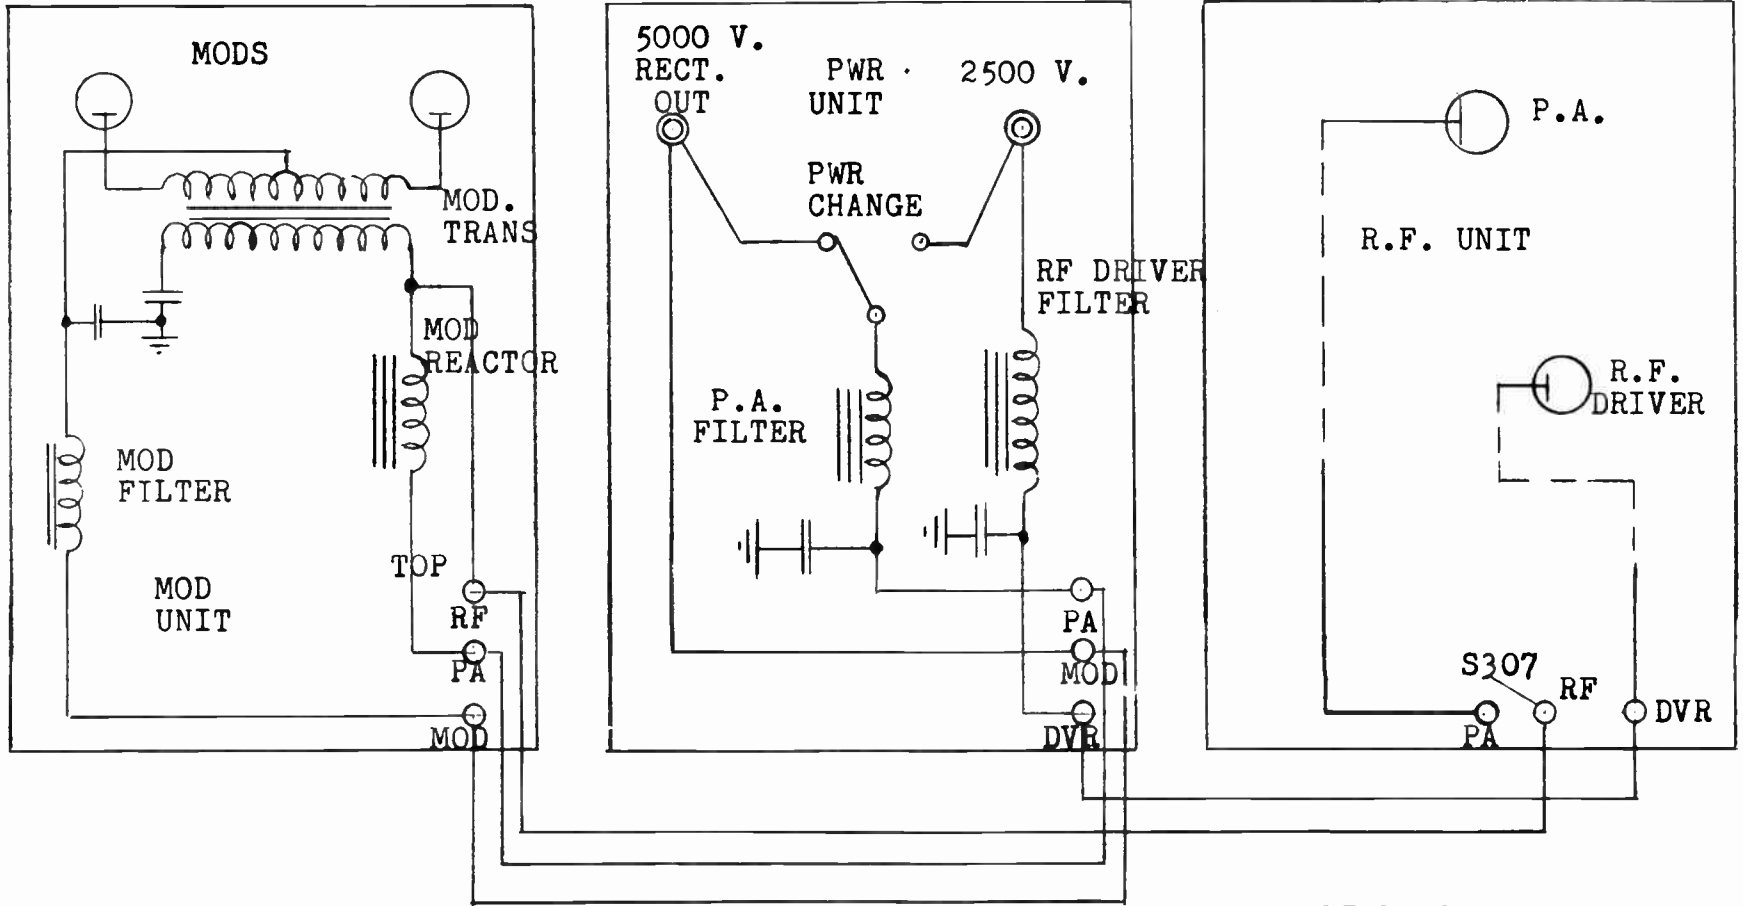 MODS
MOD.
TRANS
MOD
REACTOR
MOD
FILTER
TOP
MOD
UNIT
RF
PA
MOD
5000 V.
RECT.
OUT
PWR
UNIT
2500 V.
PWR
CHANGE
RF DRIVER
FILTER
P.A.
FILTER
PA
MOD
DVR
P.A.
R.F. UNIT
R.F.
DRIVER
S307
RF
PA
DVR